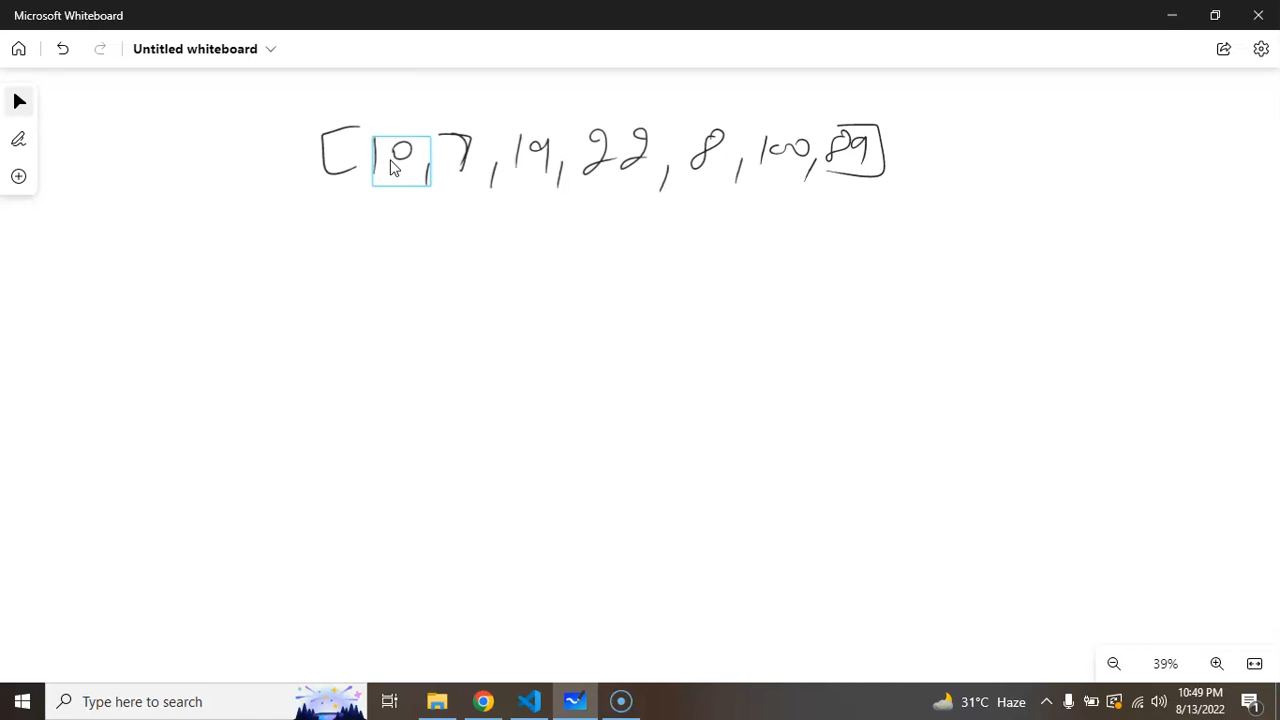 Microsoft Whiteboard
Untitled whiteboard
[10, 7, 19, 22, 8, 100, 89]
39%
Type here to search
31°C Haze
10:49 PM
8/13/2022
1